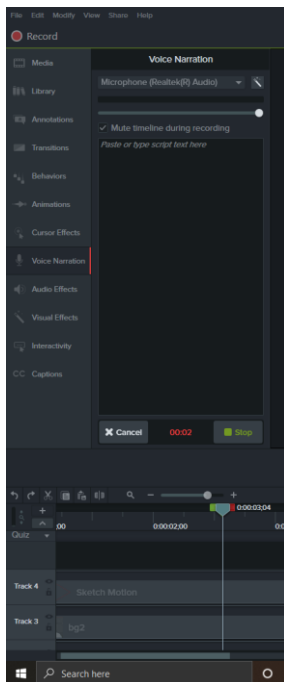 File Edit Modify View Share Help
Record
Media
Library
Annotations
Transitions
Behaviors
Animations
Cursor Effects
Voice Narration
Audio Effects
Visual Effects
Interactivity
CC Captions
Voice Narration
Microphone (Realtek(R) Audio)
Mute timeline during recording
Paste or type script text here
Cancel 00:02 Stop
0:00:03;04
;00 0:00:02;00 0:0
Quiz
Track 4 Sketch Motion
Track 3 bg2
Search here